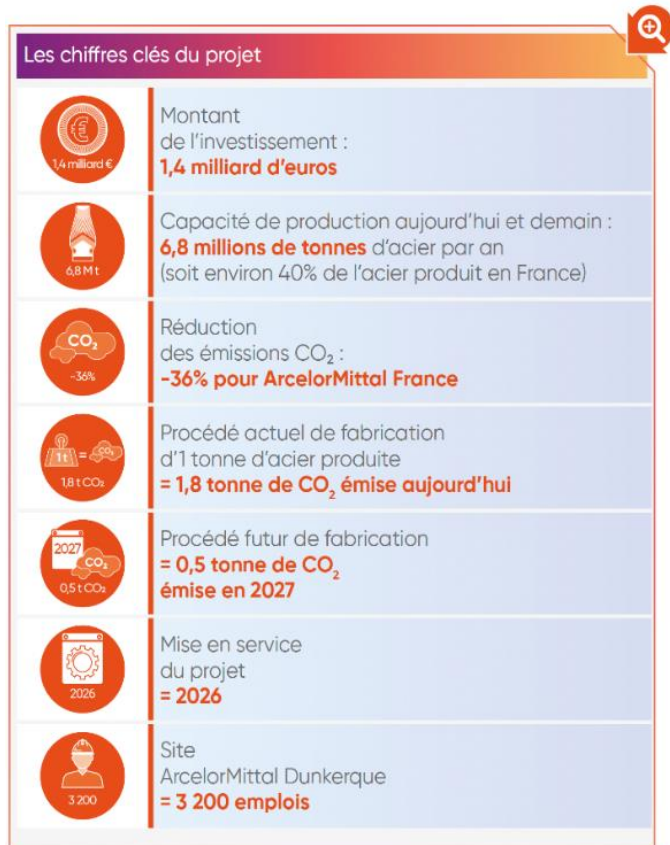 Les chiffres clés du projet
1,4 milliard €
Montant
de l'investissement :
1,4 milliard d'euros
6,8 M t
Capacité de production aujourd'hui et demain :
6,8 millions de tonnes d'acier par an
(soit environ 40% de l'acier produit en France)
CO₂
-36%
Réduction
des émissions CO₂ :
-36% pour ArcelorMittal France
1t = CO₂
1,8 t CO₂
Procédé actuel de fabrication
d'1 tonne d'acier produite
= 1,8 tonne de CO₂ émise aujourd'hui
2027
CO₂
0,5 t CO₂
Procédé futur de fabrication
= 0,5 tonne de CO₂
émise en 2027
2026
Mise en service
du projet
= 2026
3 200
Site
ArcelorMittal Dunkerque
= 3 200 emplois